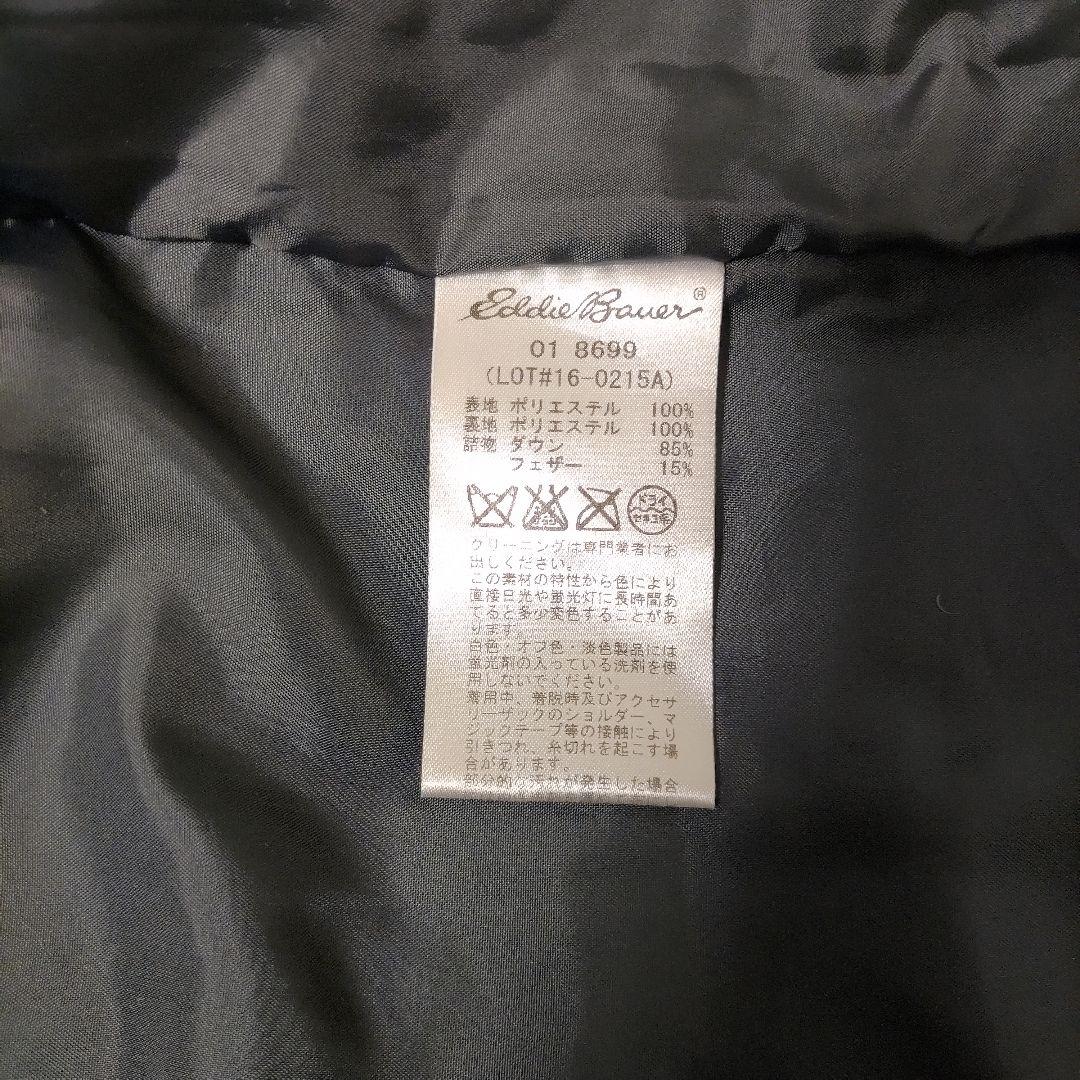 Eddie Bauer®
01 8699
(LOT#16-0215A)
表地 ポリエステル 100%
裏地 ポリエステル 100%
詰物 ダウン 85%
フェザー 15%
ドライ
セキユ系
クリーニングは専門業者にお
出しください。
この素材の特性から色により
直接日光や蛍光灯に長時間あ
てると多少変色することがあ
ります。
白色・オフ色・淡色製品には
蛍光剤の入っている洗剤を使
用しないでください。
着用中、着脱時及びアクセサ
リーザックのショルダー、マ
ジックテープ等の接触により
引きつれ、糸切れを起こす場
合があります。
部分的な汚れが発生した場合